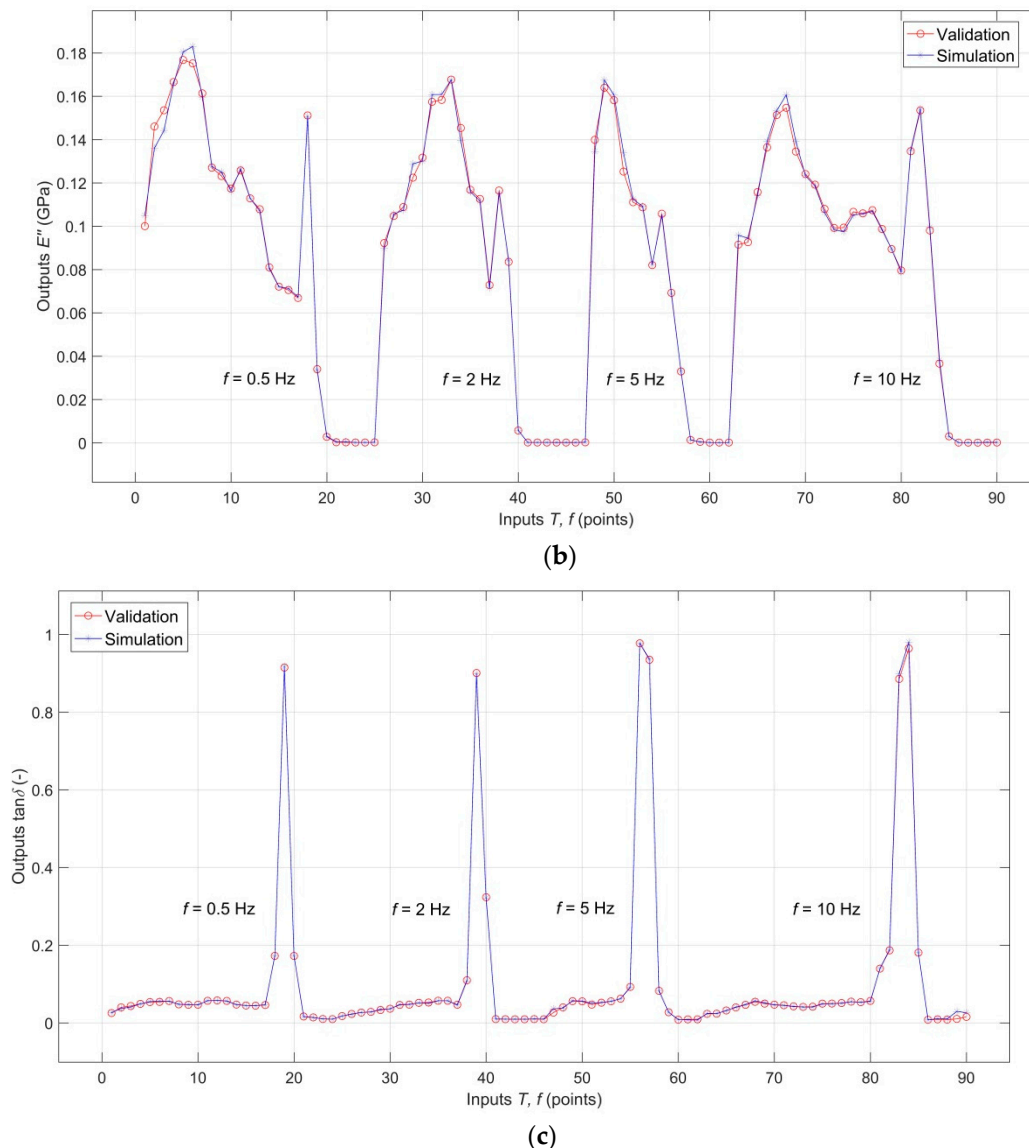 Validation
Simulation
0.18
0.16
0.14
0.12
0.1
0.08
0.06
0.04
0.02
0
Outputs E″ (GPa)
f = 0.5 Hz
f = 2 Hz
f = 5 Hz
f = 10 Hz
0 10 20 30 40 50 60 70 80 90
Inputs T, f (points)
(b)
Validation
Simulation
1
0.8
0.6
0.4
0.2
0
Outputs tanδ (-)
f = 0.5 Hz
f = 2 Hz
f = 5 Hz
f = 10 Hz
0 10 20 30 40 50 60 70 80 90
Inputs T, f (points)
(c)